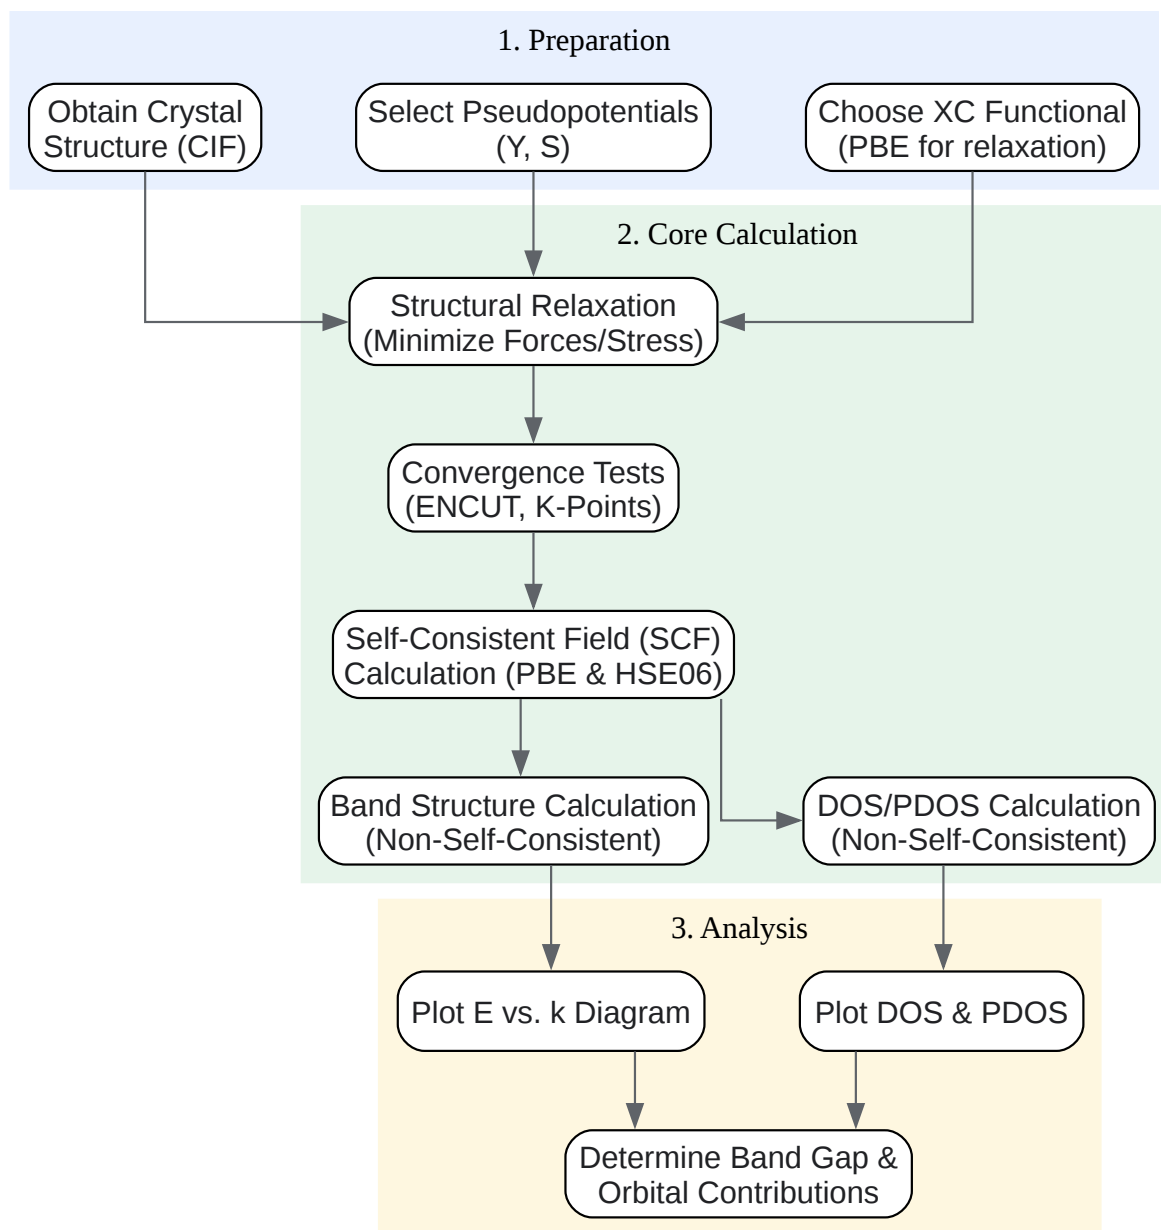 1. Preparation
Obtain Crystal
Structure (CIF)
Select Pseudopotentials
(Y, S)
Choose XC Functional
(PBE for relaxation)
2. Core Calculation
Structural Relaxation
(Minimize Forces/Stress)
Convergence Tests
(ENCUT, K-Points)
Self-Consistent Field (SCF)
Calculation (PBE & HSE06)
Band Structure Calculation
(Non-Self-Consistent)
DOS/PDOS Calculation
(Non-Self-Consistent)
3. Analysis
Plot E vs. k Diagram
Plot DOS & PDOS
Determine Band Gap &
Orbital Contributions